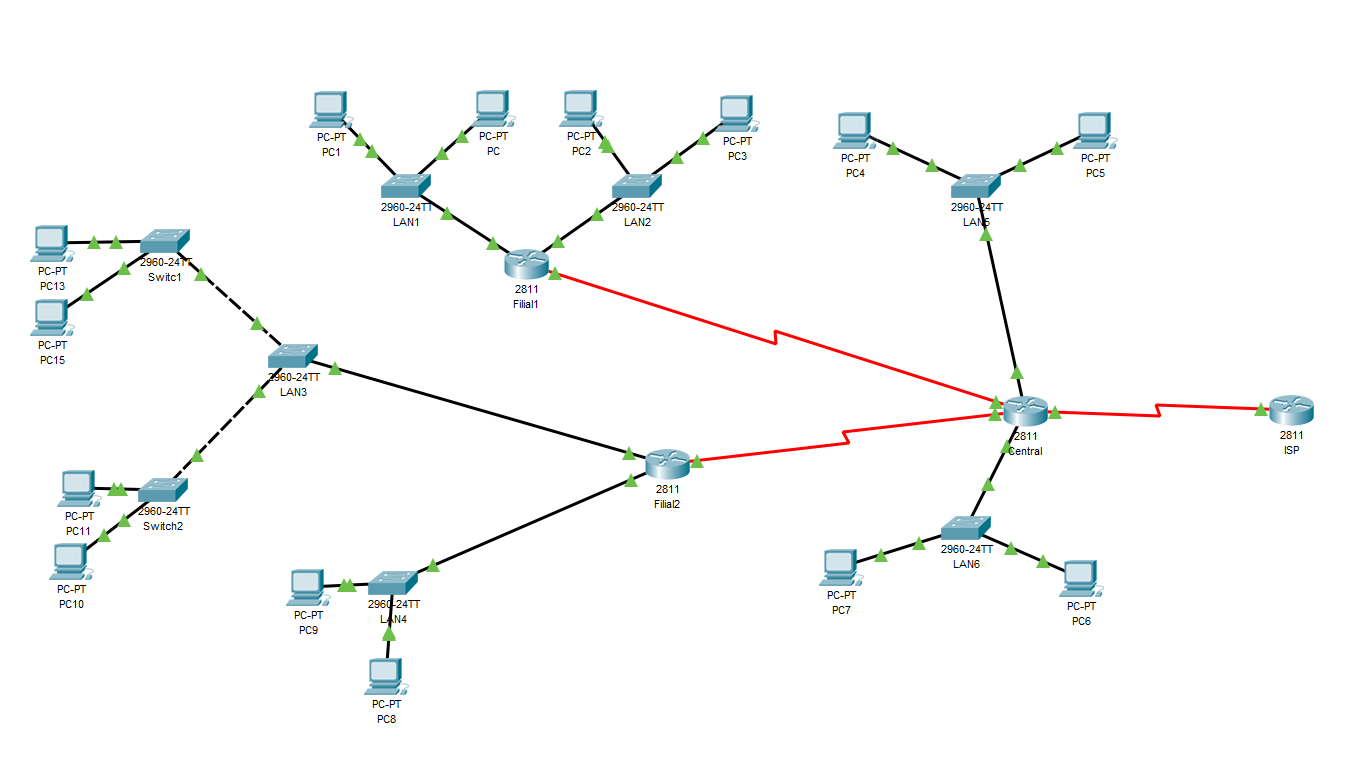 PC-PT
PC1
PC-PT
PC
PC-PT
PC2
PC-PT
PC3
PC-PT
PC4
PC-PT
PC5
2960-24TT
LAN1
2960-24TT
LAN2
2960-24TT
LAN5
PC-PT
PC13
2960-24TT
Switc1
2811
Filial1
PC-PT
PC15
2960-24TT
LAN3
2811
Central
2811
ISP
2811
Filial2
PC-PT
PC11
2960-24TT
Switch2
PC-PT
PC10
2960-24TT
LAN6
PC-PT
PC7
PC-PT
PC6
PC-PT
PC9
2960-24TT
LAN4
PC-PT
PC8